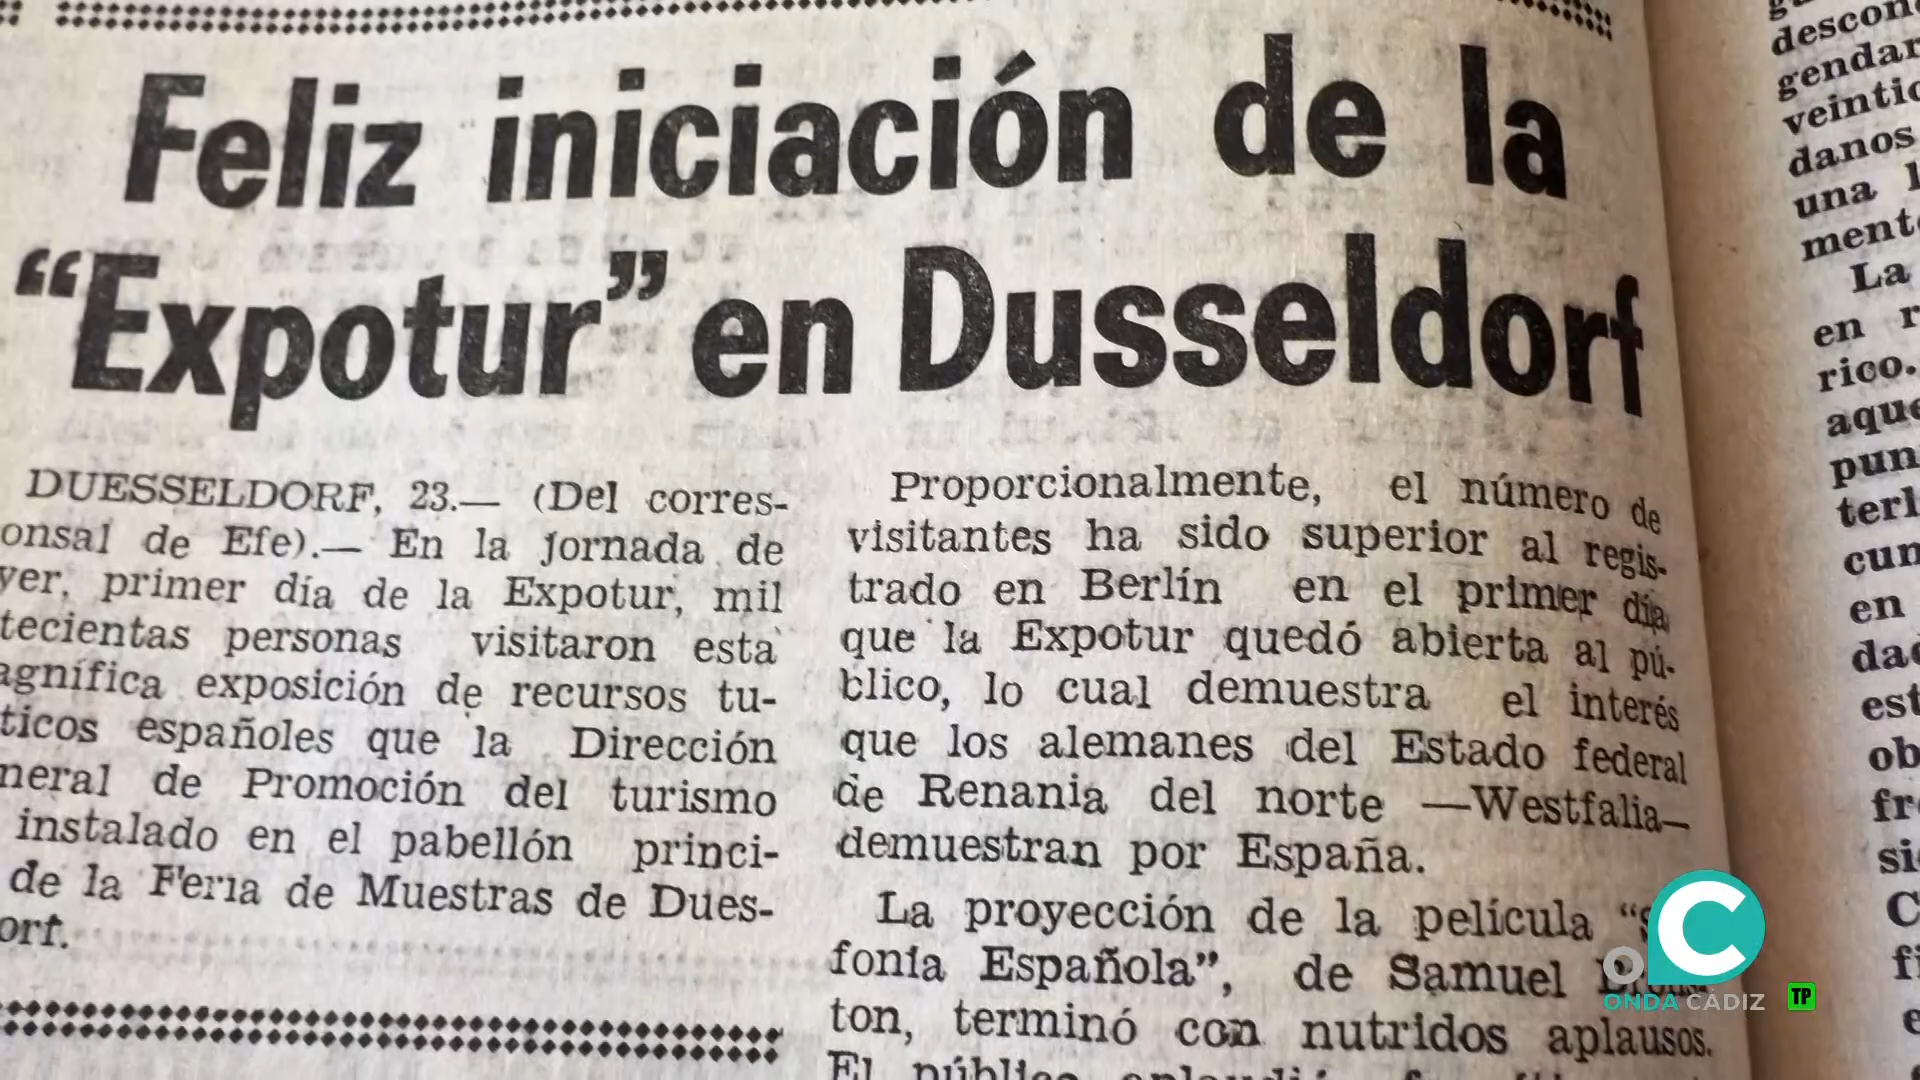 Feliz iniciación de la
“Expotur” en Dusseldorf
DUESSELDORF, 23.— (Del corres-
onsal de Efe).— En la jornada de
yer, primer día de la Expotur, mil
tecientas personas visitaron esta
agnífica exposición de recursos tu-
ticos españoles que la Dirección
neral de Promoción del turismo
instalado en el pabellón princi-
de la Feria de Muestras de Dues-
orf.
Proporcionalmente, el número de
visitantes ha sido superior al regis-
trado en Berlín en el primer día
que la Expotur quedó abierta al pú-
blico, lo cual demuestra el interés
que los alemanes del Estado federal
de Renania del norte —Westfalia—
demuestran por España.
La proyección de la película
fonía Española”, de Samuel
ton, terminó con nutridos aplausos.
El público
descon
gendar
veintic
danos
una l
ment
La
en r
rico.
aque
pun
terl
cun
en
dad
est
ob
fr
si
C
fi
e
C
ONDA CÁDIZ
TP